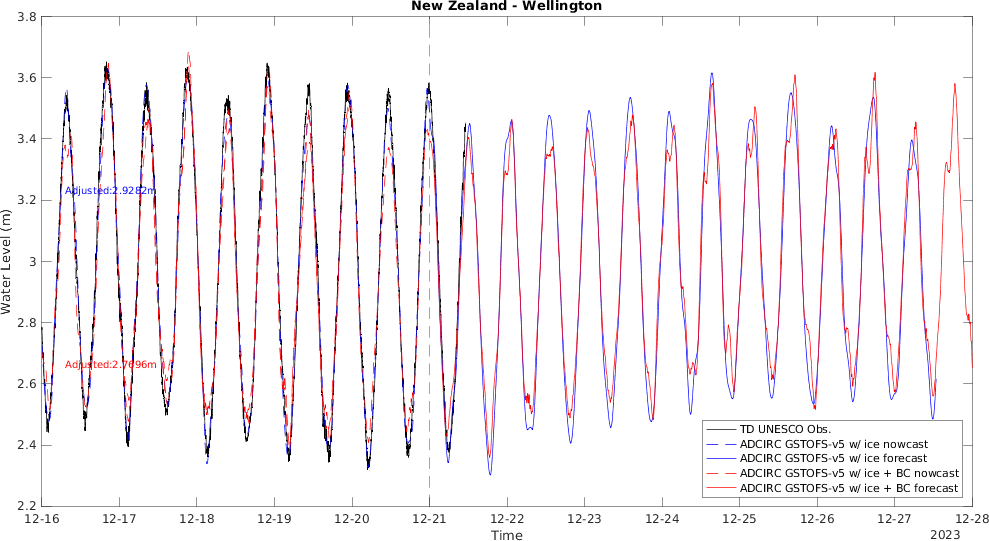 New Zealand - Wellington
3.8
3.6
3.4
3.2
3
2.8
2.6
2.4
2.2
Water Level (m)
Adjusted:2.9282m
Adjusted:2.7696m
TD UNESCO Obs.
ADCIRC GSTOFS-v5 w/ ice nowcast
ADCIRC GSTOFS-v5 w/ ice forecast
ADCIRC GSTOFS-v5 w/ ice + BC nowcast
ADCIRC GSTOFS-v5 w/ ice + BC forecast
12-16 12-17 12-18 12-19 12-20 12-21 12-22 12-23 12-24 12-25 12-26 12-27 12-28
Time
2023